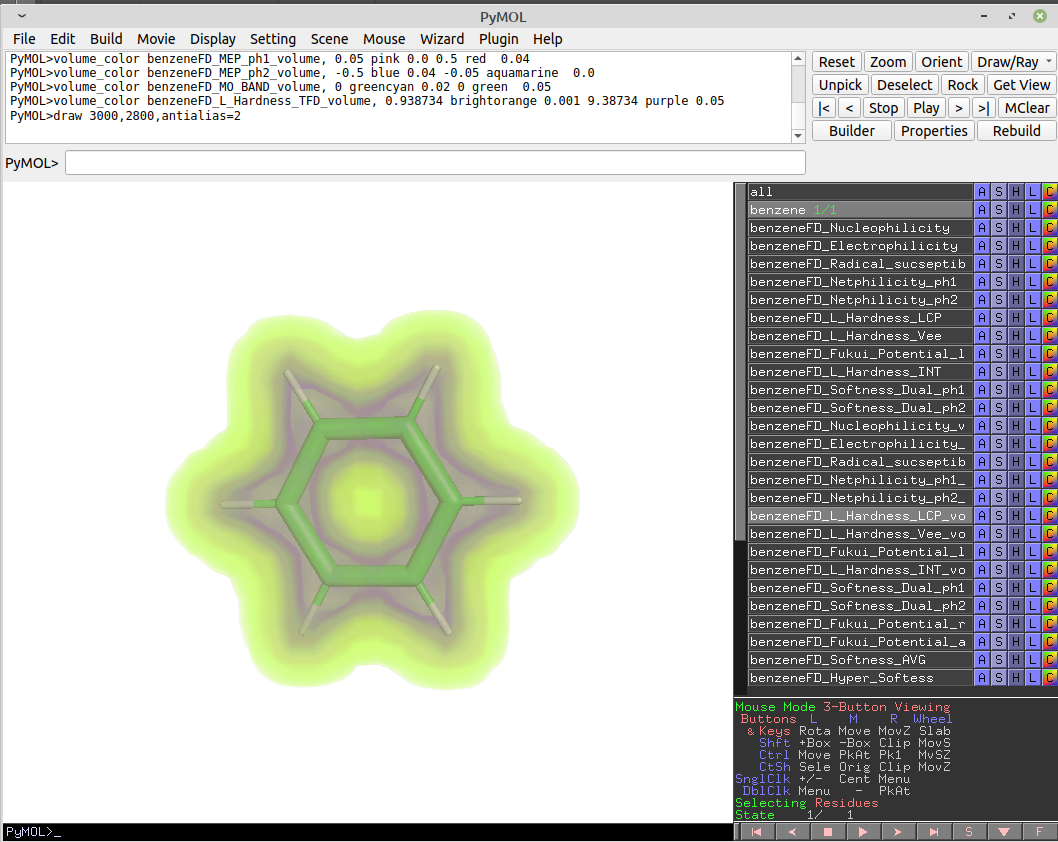 PyMOL
File Edit Build Movie Display Setting Scene Mouse Wizard Plugin Help
PyMOL>volume_color benzeneFD_MEP_ph1_volume, 0.05 pink 0.0 0.5 red  0.04
PyMOL>volume_color benzeneFD_MEP_ph2_volume, -0.5 blue 0.04 -0.05 aquamarine  0.0
PyMOL>volume_color benzeneFD_MO_BAND_volume, 0 greencyan 0.02 0 green  0.05
PyMOL>volume_color benzeneFD_L_Hardness_TFD_volume, 0.938734 brightorange 0.001 9.38734 purple 0.05
PyMOL>draw 3000,2800,antialias=2
PyMOL>
Reset Zoom Orient Draw/Ray
Unpick Deselect Rock Get View
|< < Stop Play > >| MClear
Builder Properties Rebuild
all A S H L C
benzene 1/1 A S H L C
benzeneFD_Nucleophilicity A S H L C
benzeneFD_Electrophilicity A S H L C
benzeneFD_Radical_sucseptib A S H L C
benzeneFD_Netphilicity_ph1 A S H L C
benzeneFD_Netphilicity_ph2 A S H L C
benzeneFD_L_Hardness_LCP A S H L C
benzeneFD_L_Hardness_Vee A S H L C
benzeneFD_Fukui_Potential_l A S H L C
benzeneFD_L_Hardness_INT A S H L C
benzeneFD_Softness_Dual_ph1 A S H L C
benzeneFD_Softness_Dual_ph2 A S H L C
benzeneFD_Nucleophilicity_v A S H L C
benzeneFD_Electrophilicity_ A S H L C
benzeneFD_Radical_sucseptib A S H L C
benzeneFD_Netphilicity_ph1_ A S H L C
benzeneFD_Netphilicity_ph2_ A S H L C
benzeneFD_L_Hardness_LCP_vo A S H L C
benzeneFD_L_Hardness_Vee_vo A S H L C
benzeneFD_Fukui_Potential_l A S H L C
benzeneFD_L_Hardness_INT_vo A S H L C
benzeneFD_Softness_Dual_ph1 A S H L C
benzeneFD_Softness_Dual_ph2 A S H L C
benzeneFD_Fukui_Potential_r A S H L C
benzeneFD_Fukui_Potential_a A S H L C
benzeneFD_Softness_AVG A S H L C
benzeneFD_Hyper_Softess A S H L C
Mouse Mode 3-Button Viewing
Buttons L M R Wheel
& Keys Rota Move MovZ Slab
Shft +Box -Box Clip MovS
Ctrl Move PkAt Pk1 MvSZ
CtSh Sele Orig Clip MovZ
SnglClk +/- Cent Menu
DblClk Menu - PkAt
Selecting Residues
State 1/ 1
PyMOL>_
S F